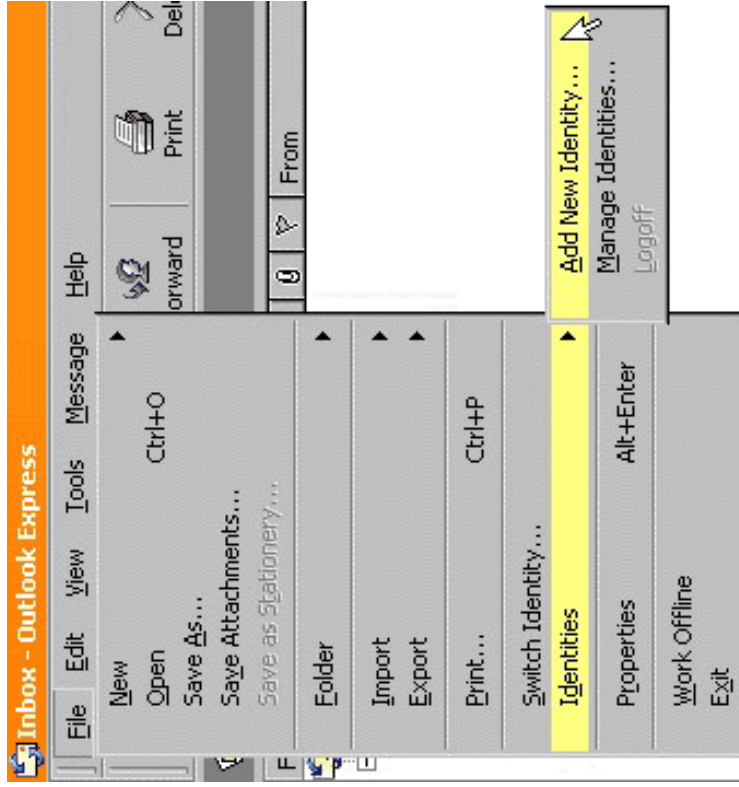 Inbox - Outlook Express
File Edit View Tools Message Help
orward Print Del
F From
New
Open Ctrl+O
Save As...
Save Attachments...
Save as Stationery...
Folder
Import
Export
Print... Ctrl+P
Switch Identity...
Identities
Add New Identity...
Manage Identities...
Logoff
Properties Alt+Enter
Work Offline
Exit